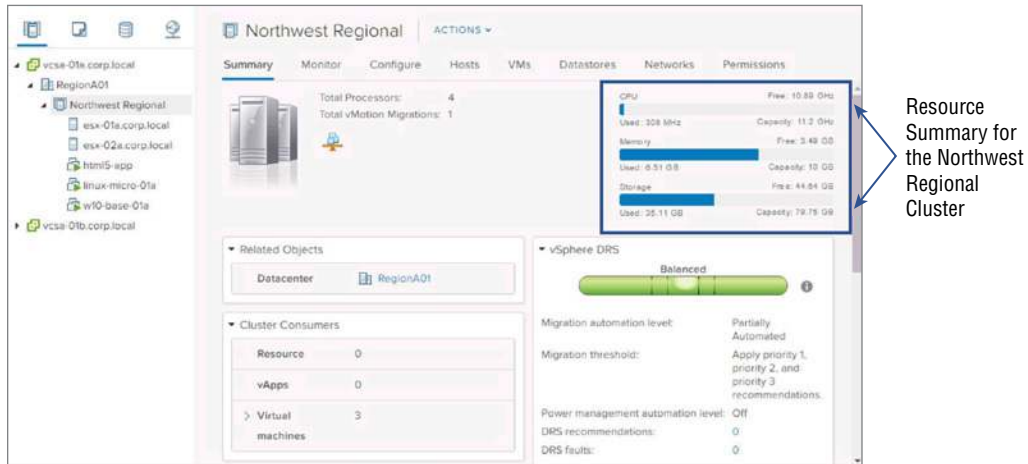 Northwest Regional
ACTIONS
Summary Monitor Configure Hosts VMs Datastores Networks Permissions
vcsa-01a.corp.local
RegionA01
Northwest Regional
esx-01a.corp.local
esx-02a.corp.local
html5-app
linux-micro-01a
w10-base-01a
vcsa-01b.corp.local
Total Processors: 4
Total vMotion Migrations: 1
CPU Free: 10.89 GHz
Used: 308 MHz Capacity: 11.2 GHz
Memory Free: 3.49 GB
Used: 6.51 GB Capacity: 10 GB
Storage Free: 44.64 GB
Used: 35.11 GB Capacity: 79.75 GB
Resource
Summary for
the Northwest
Regional
Cluster
Related Objects
Datacenter RegionA01
Cluster Consumers
Resource 0
vApps 0
Virtual 3
machines
vSphere DRS
Balanced
Migration automation level: Partially
Automated
Migration threshold: Apply priority 1,
priority 2, and
priority 3
recommendations.
Power management automation level: Off
DRS recommendations: 0
DRS faults: 0